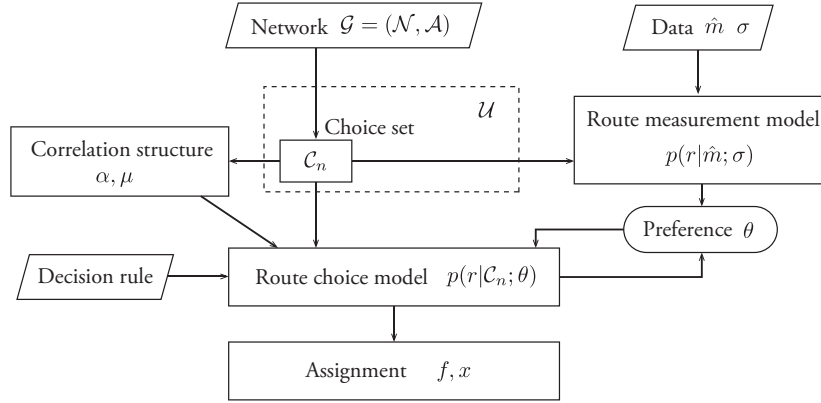 Network 𝒢 = (𝒩, 𝒜)
Data m̂ σ
𝒰
Choice set
𝒞ₙ
Route measurement model
p(r|m̂; σ)
Correlation structure
α, μ
Preference θ
Decision rule
Route choice model p(r|𝒞ₙ; θ)
Assignment f, x